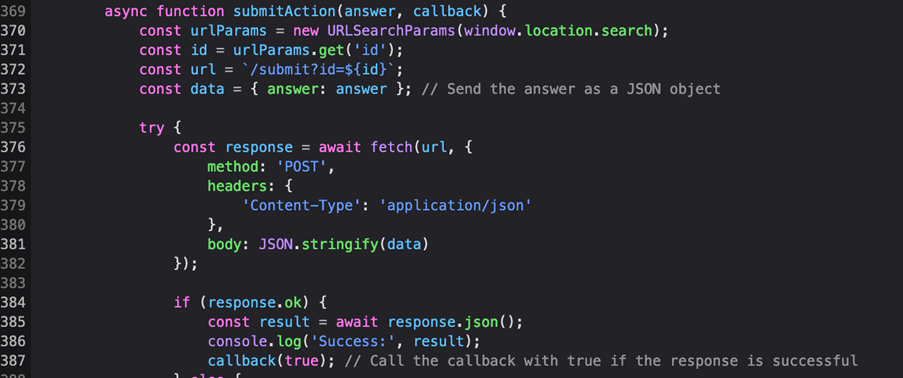 369 async function submitAction(answer, callback) {
370 const urlParams = new URLSearchParams(window.location.search);
371 const id = urlParams.get('id');
372 const url = `/submit?id=${id}`;
373 const data = { answer: answer }; // Send the answer as a JSON object
374
375 try {
376 const response = await fetch(url, {
377 method: 'POST',
378 headers: {
379 'Content-Type': 'application/json'
380 },
381 body: JSON.stringify(data)
382 });
383
384 if (response.ok) {
385 const result = await response.json();
386 console.log('Success:', result);
387 callback(true); // Call the callback with true if the response is successful
} else {